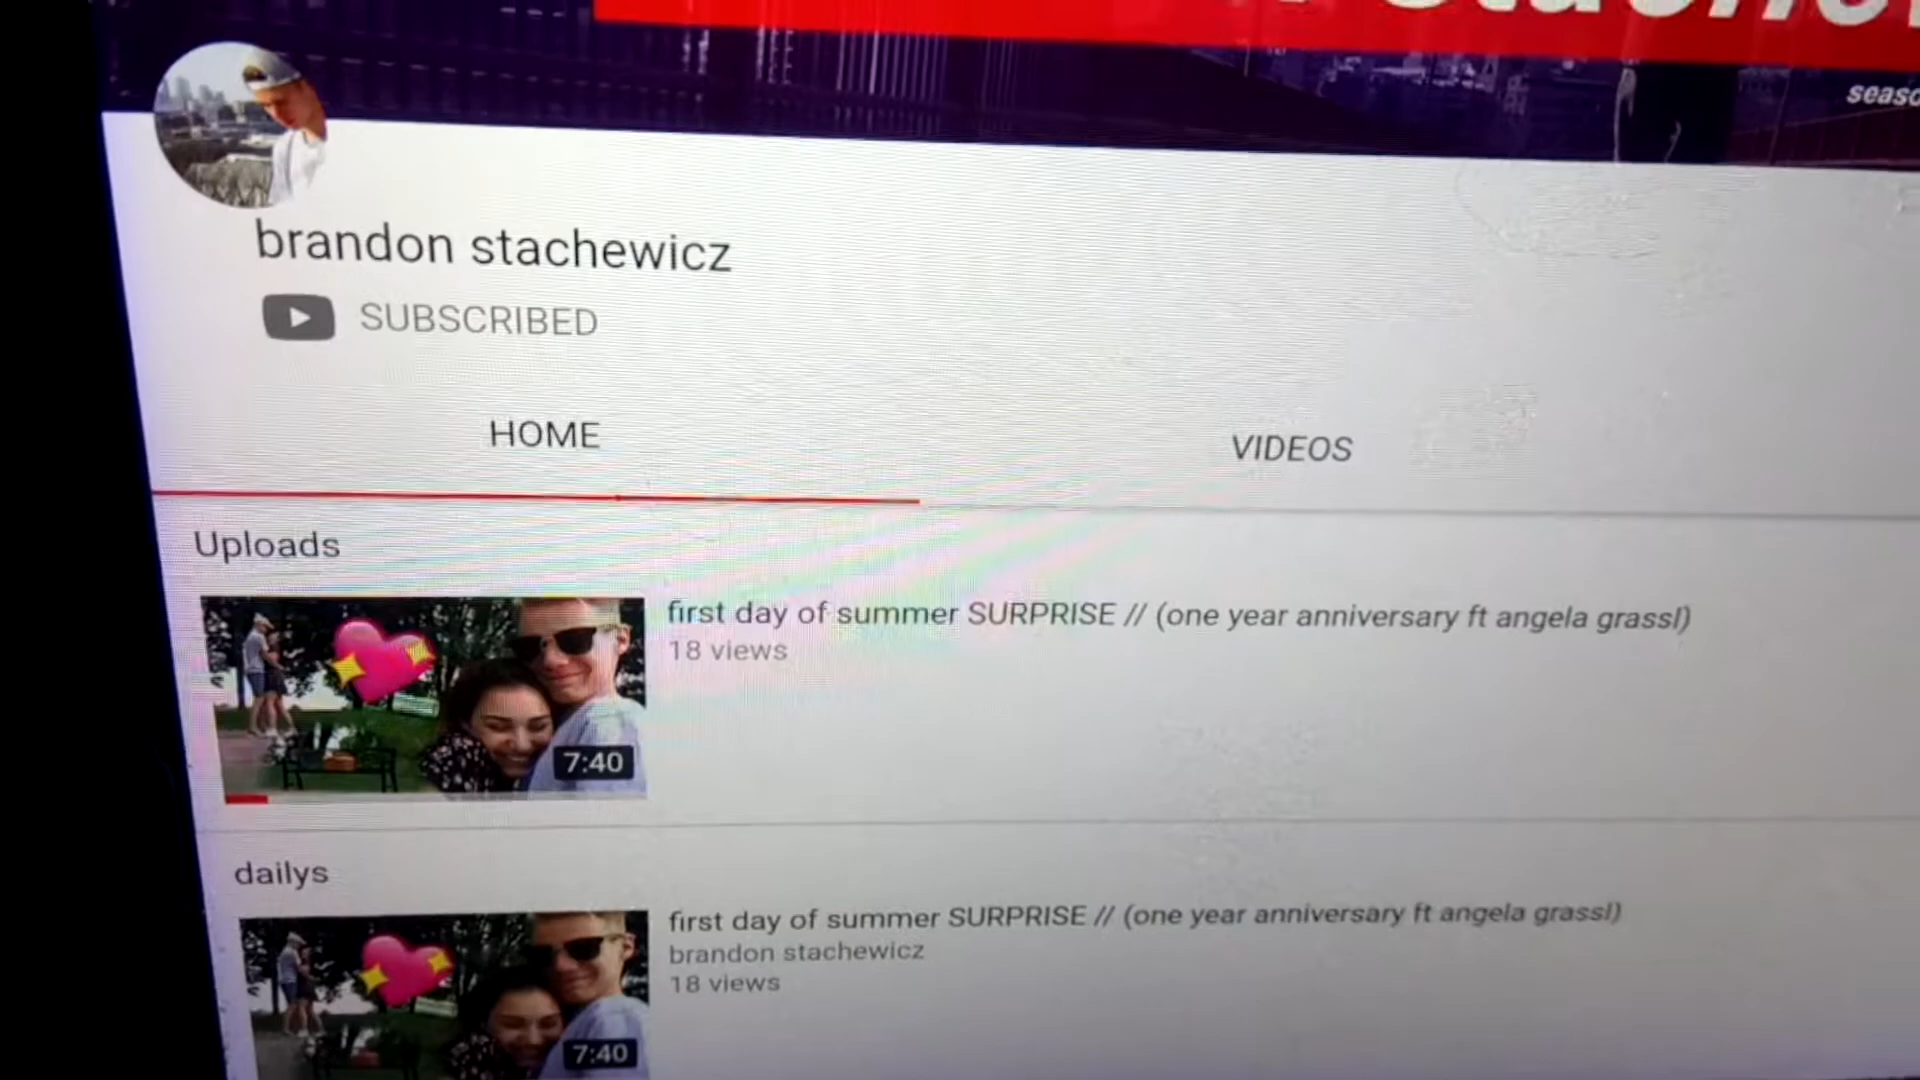 seaso
brandon stachewicz
SUBSCRIBED
HOME
VIDEOS
Uploads
first day of summer SURPRISE // (one year anniversary ft angela grassl)
18 views
7:40
dailys
first day of summer SURPRISE // (one year anniversary ft angela grassl)
brandon stachewicz
18 views
7:40